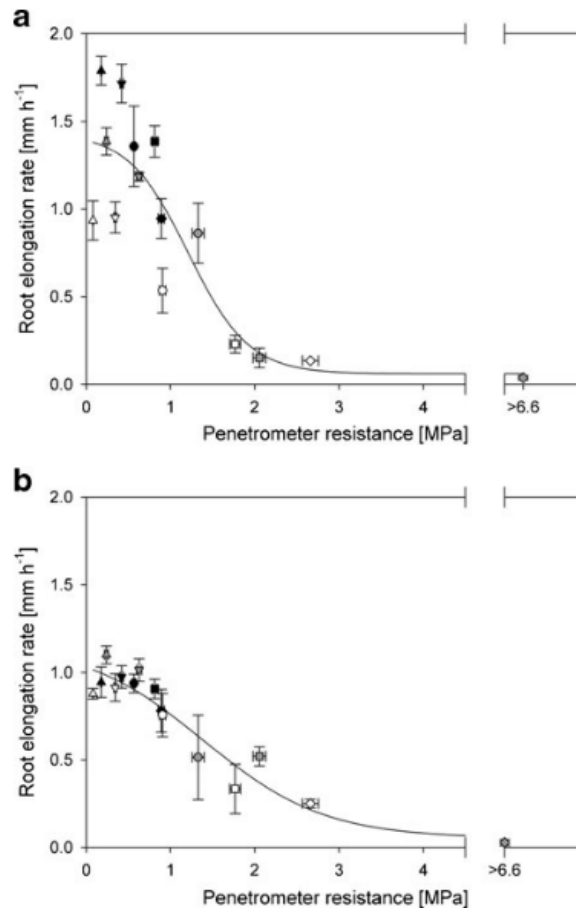 a
2.0
1.5
1.0
0.5
0.0
Root elongation rate [mm h⁻¹]
0 1 2 3 4 >6.6
Penetrometer resistance [MPa]
b
2.0
1.5
1.0
0.5
0.0
Root elongation rate [mm h⁻¹]
0 1 2 3 4 >6.6
Penetrometer resistance [MPa]